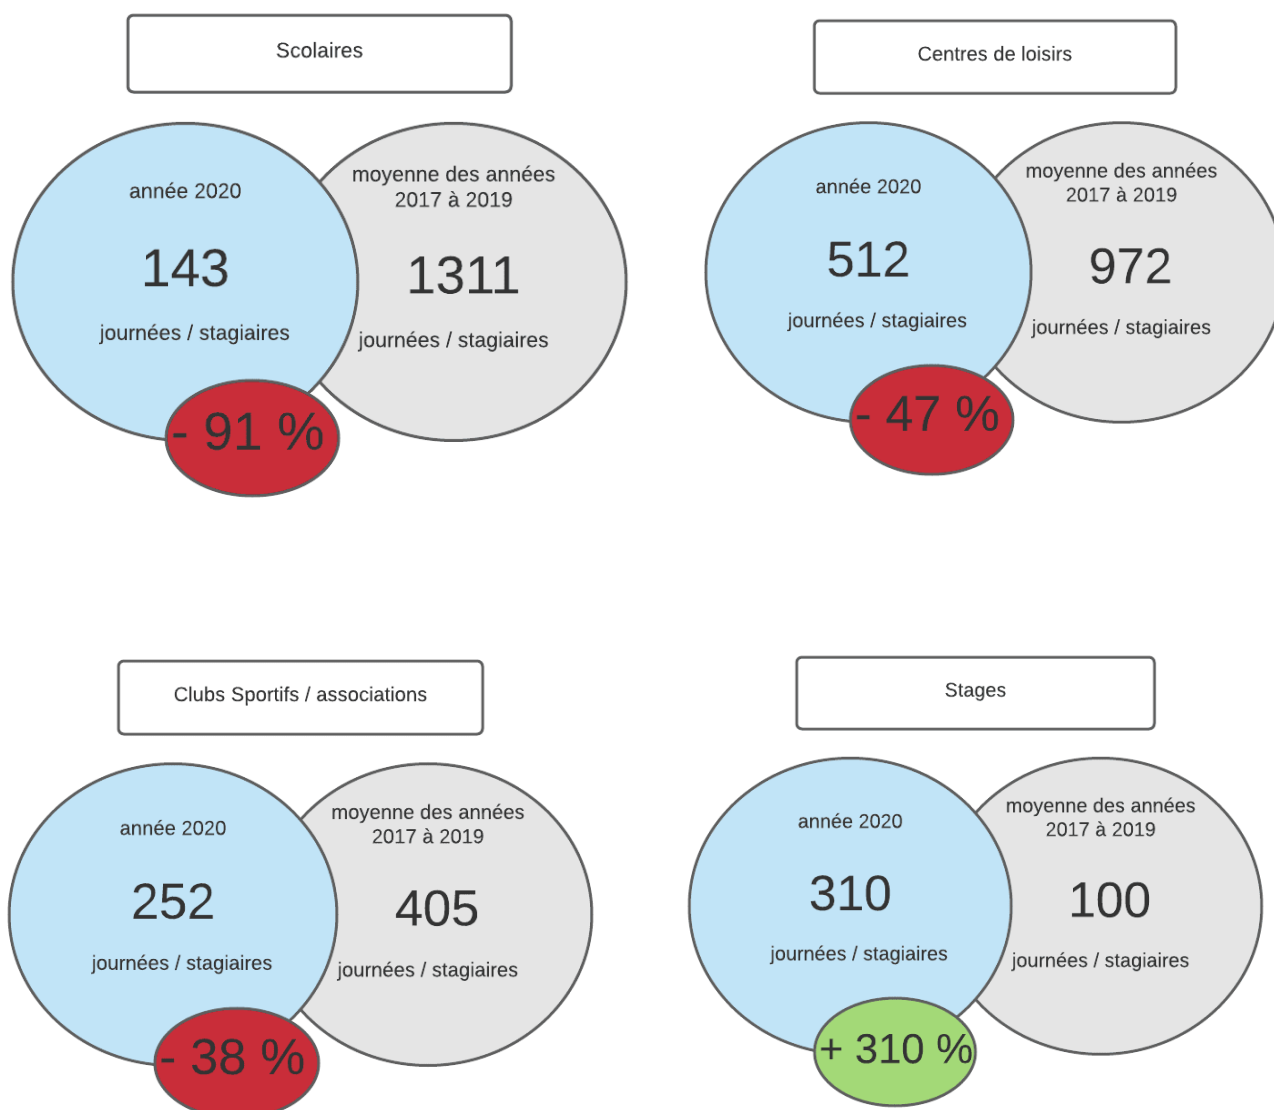 Scolaires
année 2020
143
journées / stagiaires
moyenne des années
2017 à 2019
1311
journées / stagiaires
- 91 %
Centres de loisirs
année 2020
512
journées / stagiaires
moyenne des années
2017 à 2019
972
journées / stagiaires
- 47 %
Clubs Sportifs / associations
année 2020
252
journées / stagiaires
moyenne des années
2017 à 2019
405
journées / stagiaires
- 38 %
Stages
année 2020
310
journées / stagiaires
moyenne des années
2017 à 2019
100
journées / stagiaires
+ 310 %